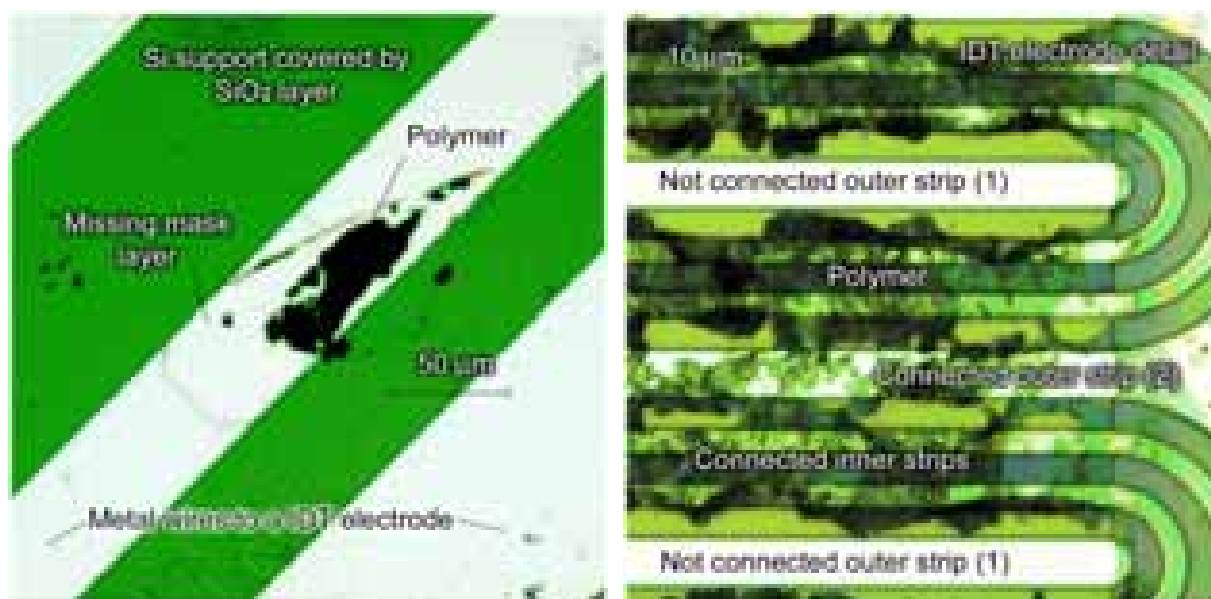 Si support covered by
SiO2 layer
Polymer
Missing mask
layer
50 µm
Metal electrode
10 µm
IDT electrode detail
Not connected outer strip (1)
Polymer
Connected outer strip (2)
Connected inner strips
Not connected outer strip (1)